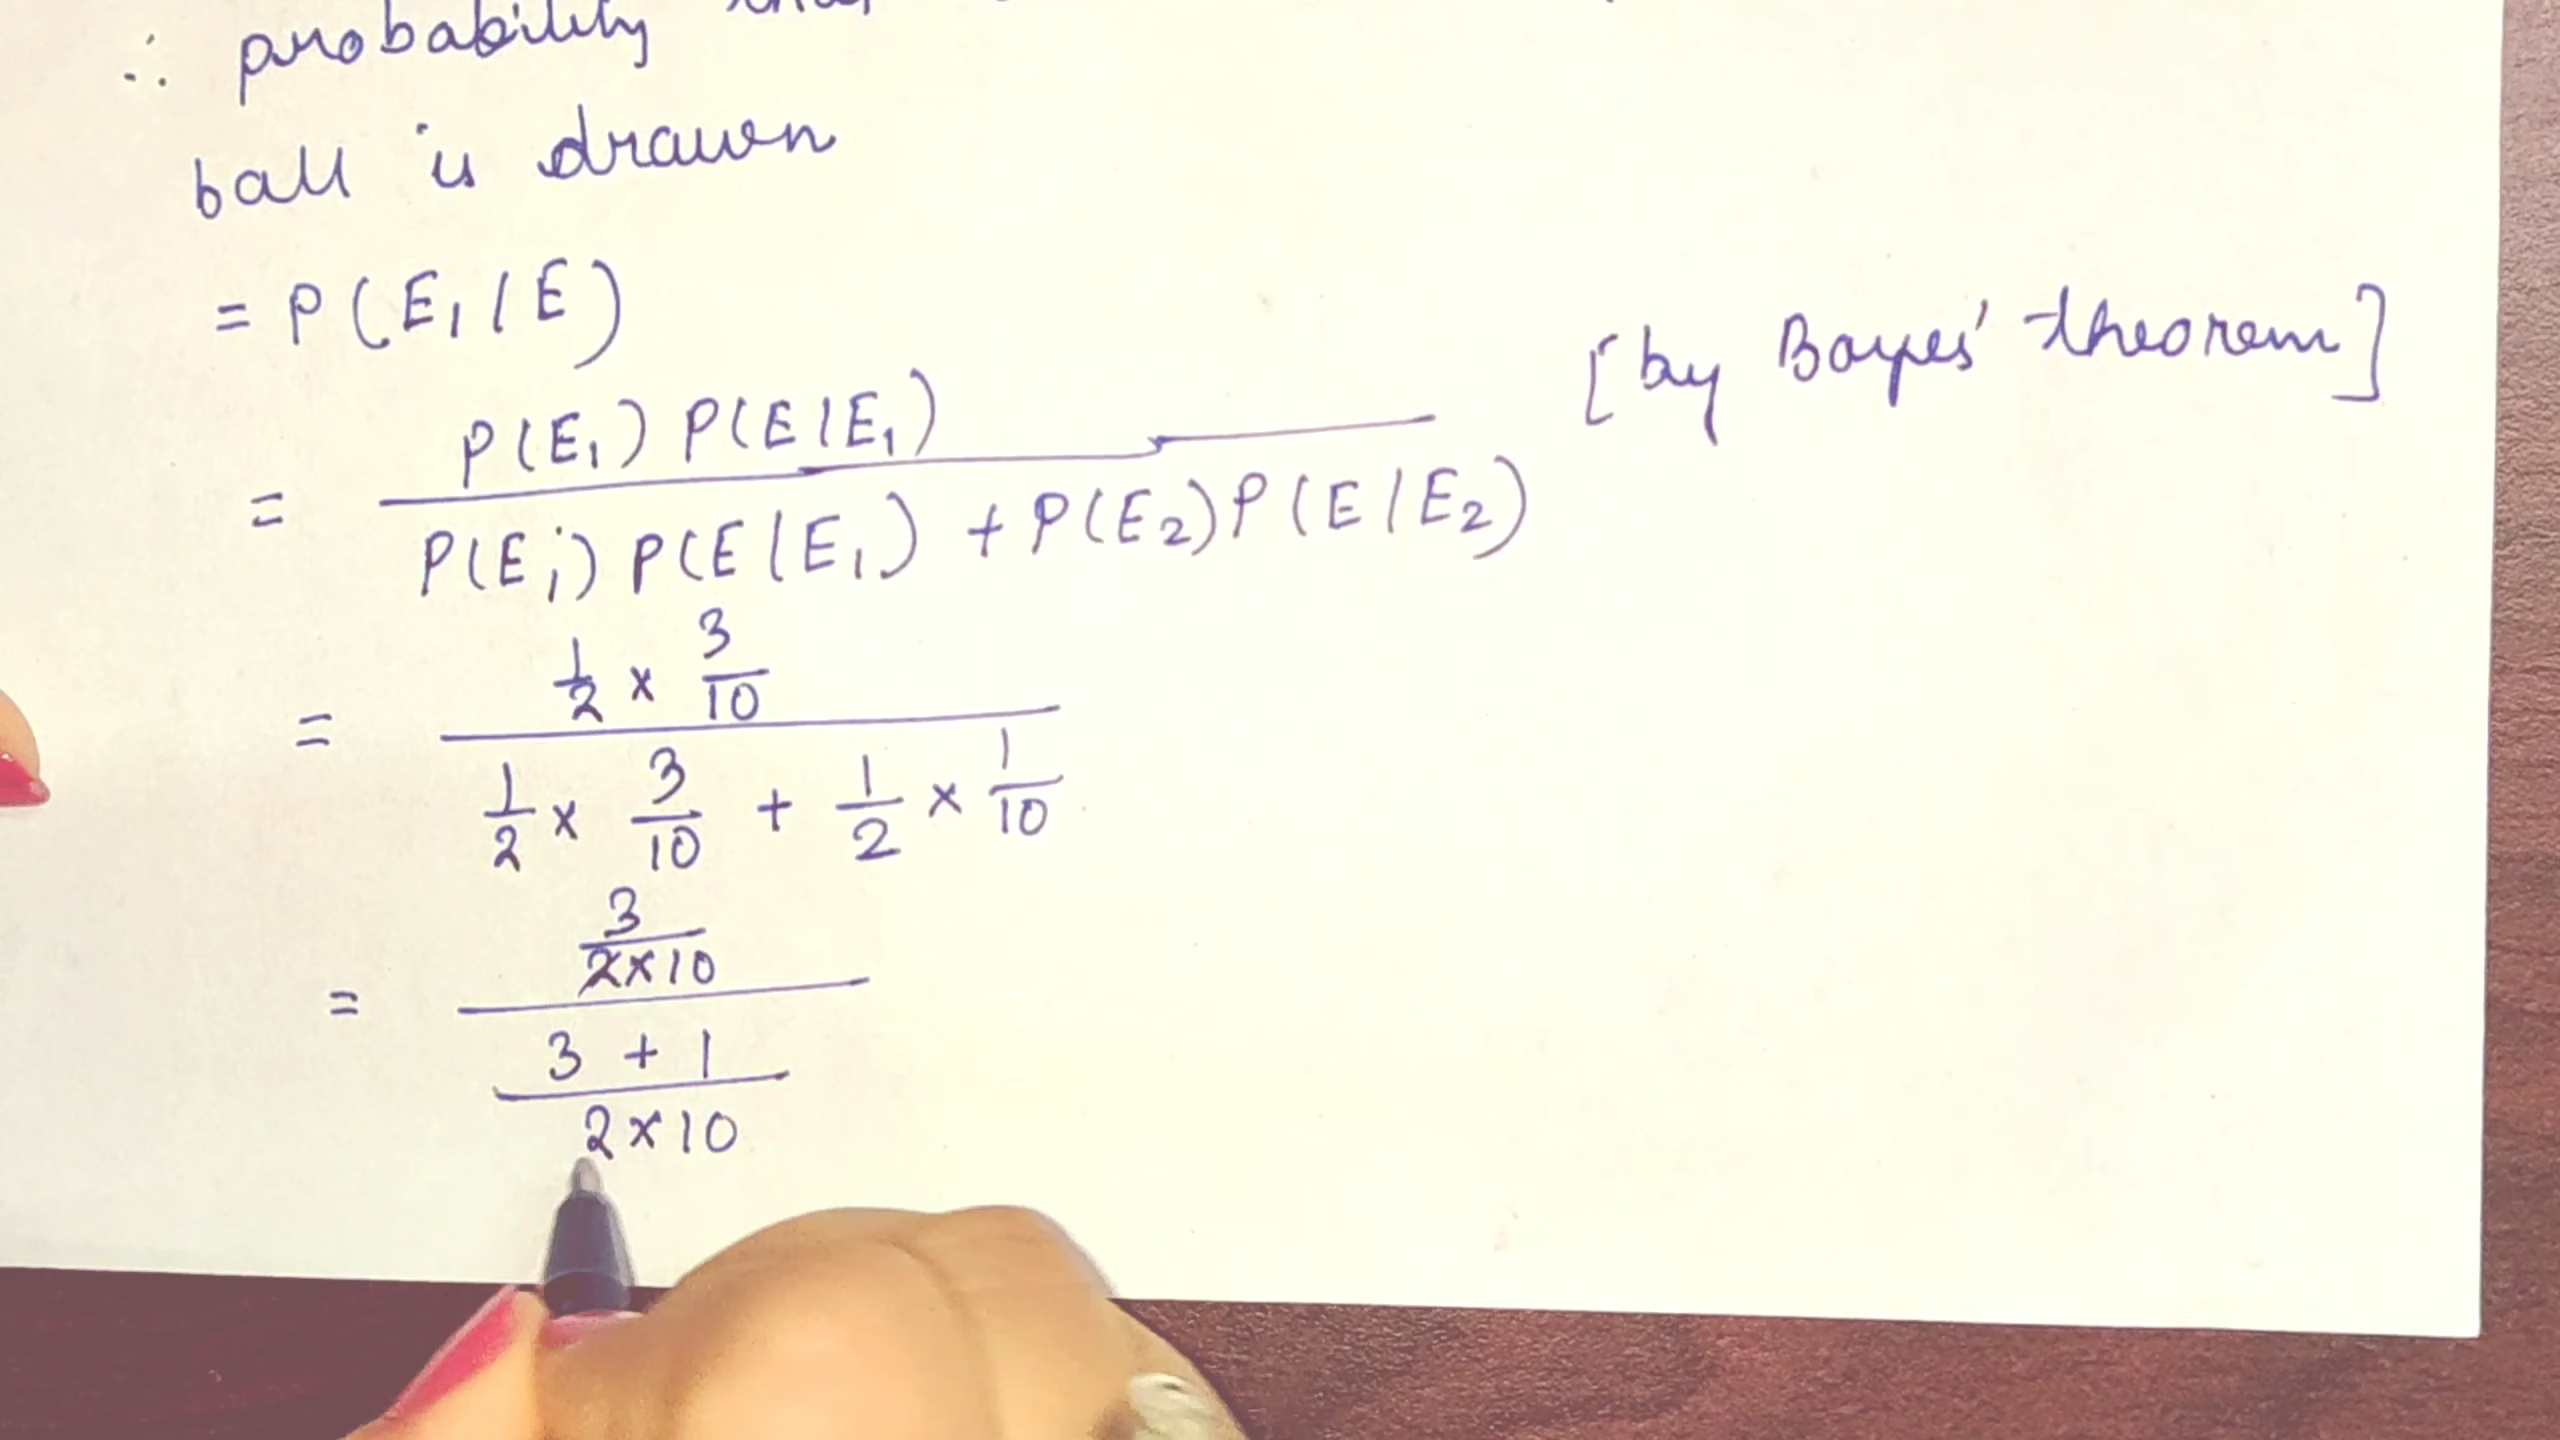 ∴ probability
ball is drawn
= P(E₁/E)
= P(E₁) P(E/E₁) / P(E₁) P(E/E₁) + P(E₂) P(E/E₂) [by Bayes' theorem]
= 1/2 × 3/10 / 1/2 × 3/10 + 1/2 × 1/10
= 3/2×10 / 3 + 1/2×10